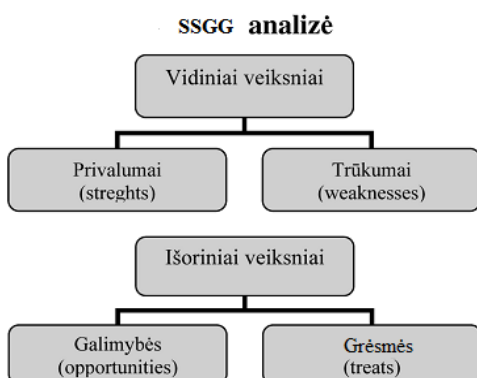 SSGG analizė
Vidiniai veiksniai
Privalumai
(streghts)
Trūkumai
(weaknesses)
Išoriniai veiksniai
Galimybės
(opportunities)
Grėsmės
(treats)